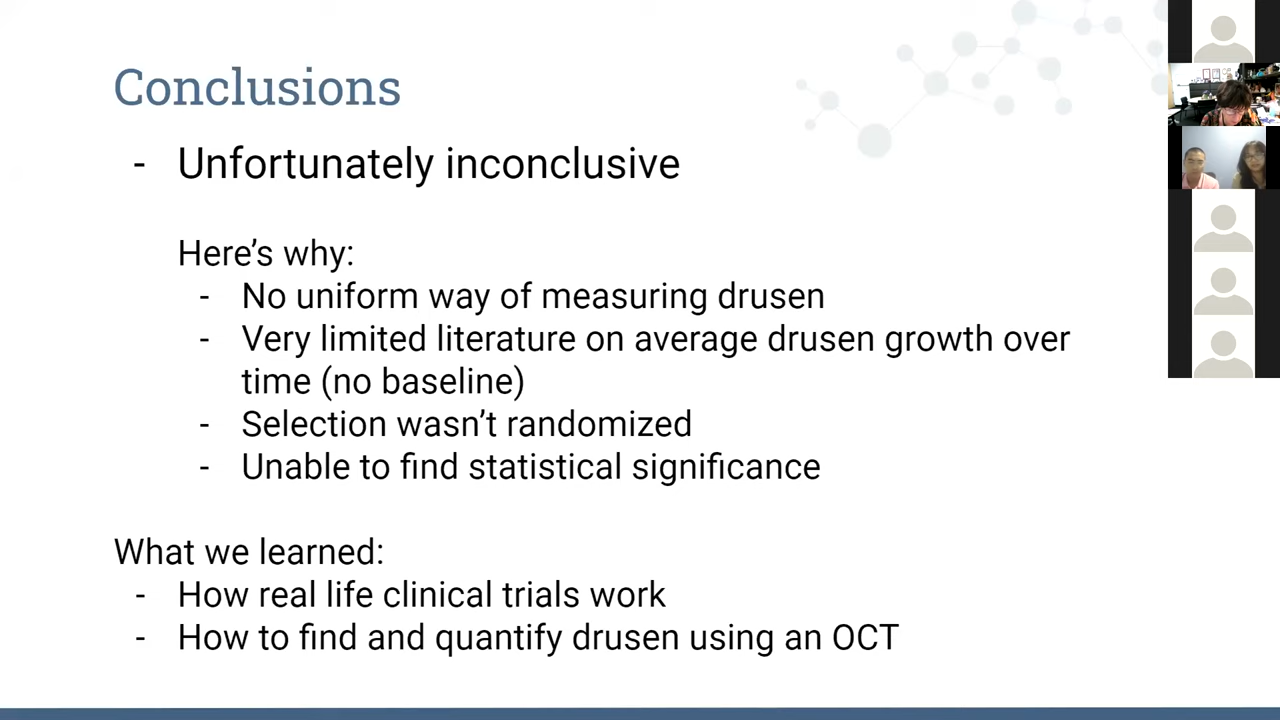 Conclusions
- Unfortunately inconclusive
Here's why:
- No uniform way of measuring drusen
- Very limited literature on average drusen growth over
time (no baseline)
- Selection wasn't randomized
- Unable to find statistical significance
What we learned:
- How real life clinical trials work
- How to find and quantify drusen using an OCT